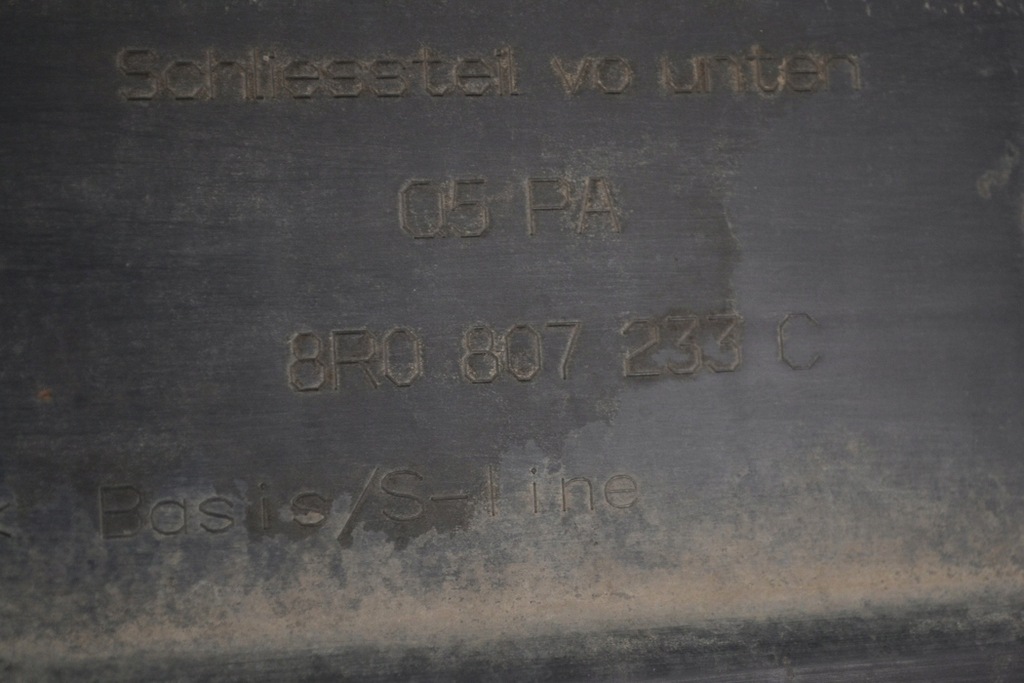 Schliessteil vo unten
Q5 PA
8R0 807 233 C
Basis/S-line